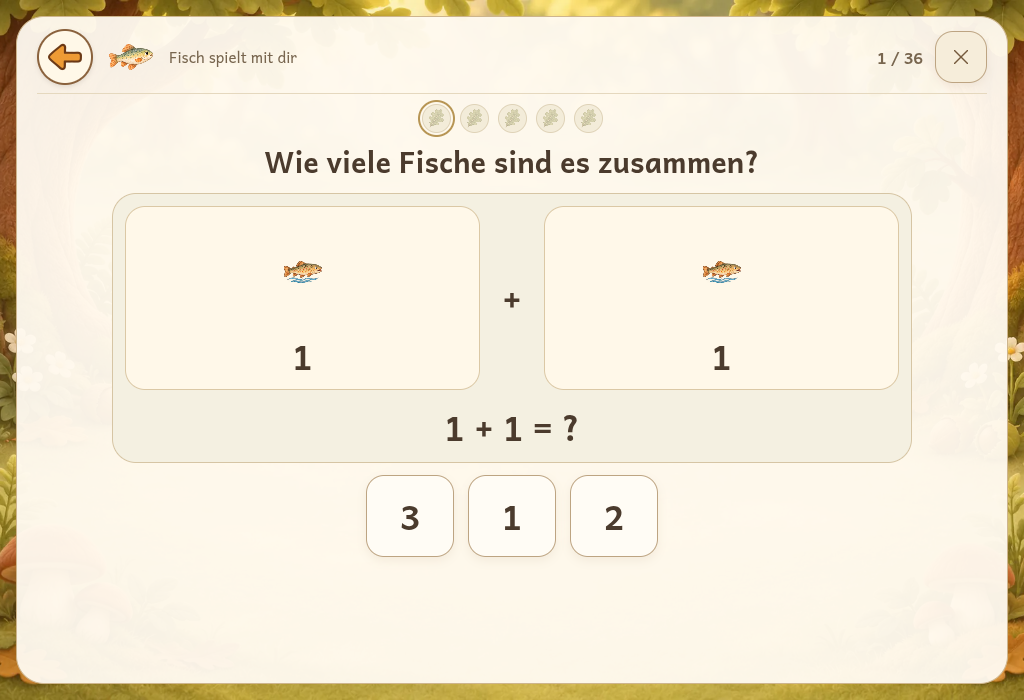 Fisch spielt mit dir
1 / 36
Wie viele Fische sind es zusammen?
1 + 1
1 + 1 = ?
3 1 2